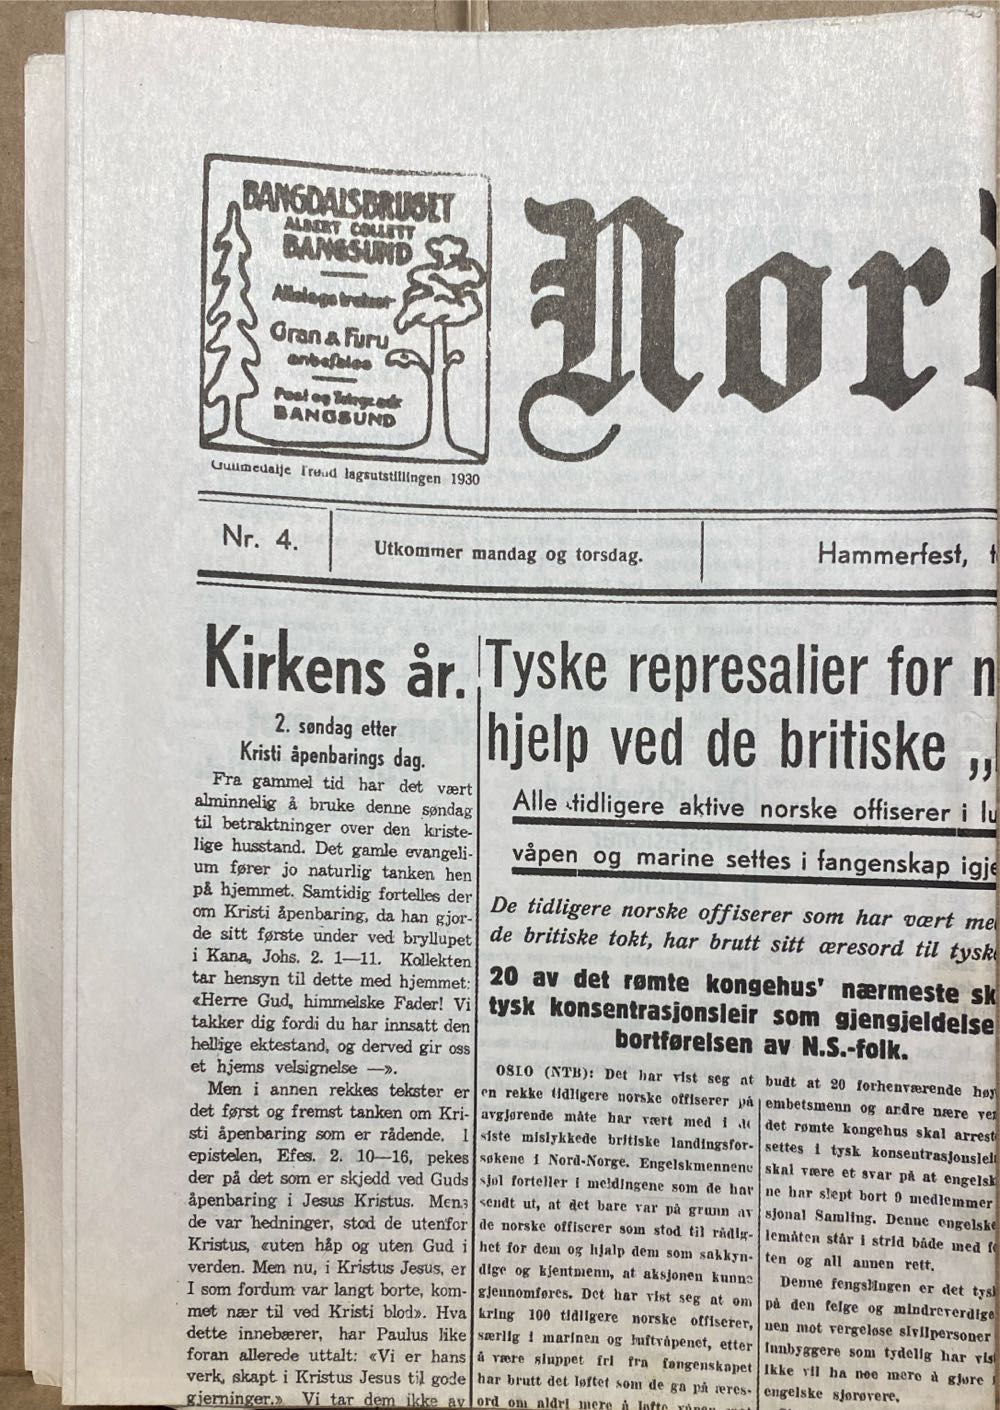 BANGDALSBRUGET
ALBERT COLLETT
BANGSUND
Alleslags trelast
Gran & Furu
anbefales
BANGSUND
Gullmedalje Trøndelagsutstillingen 1930
Nor
Nr. 4.
Utkommer mandag og torsdag.
Hammerfest,
Kirkens år.
2. søndag etter
Kristi åpenbarings dag.
Fra gammel tid har det vært
alminnelig å bruke denne søndag
til betraktninger over den kriste-
lige husstand. Det gamle evangeli-
um fører jo naturlig tanken hen
på hjemmet. Samtidig fortelles der
om Kristi åpenbaring, da han gjor-
de sitt første under ved bryllupet
i Kana, Johs. 2. 1—11. Kollekten
tar hensyn til dette med hjemmet:
«Herre Gud, himmelske Fader! Vi
takker dig fordi du har innsatt den
hellige ektestand, og derved gir oss
et hjems velsignelse —».
Men i annen rekkes tekster er
det først og fremst tanken om Kri-
sti åpenbaring som er rådende. I
epistelen, Efes. 2. 10—16, pekes
der på det som er skjedd ved Guds
åpenbaring i Jesus Kristus. Mens
de var hedninger, stod de utenfor
Kristus, «uten håp og uten Gud i
verden. Men nu, i Kristus Jesus, er
I som fordum var langt borte, kom-
met nær til ved Kristi blod». Hva
dette innebærer, har Paulus like
foran allerede uttalt: «Vi er hans
verk, skapt i Kristus Jesus til gode
gjerninger.» Vi tar dem ikke av
Tyske represalier for n
hjelp ved de britiske „
Alle tidligere aktive norske offiserer i lu
våpen og marine settes i fangenskap igje
De tidligere norske offiserer som har vært me
de britiske tokt, har brutt sitt æresord til tysk
20 av det rømte kongehus' nærmeste sk
tysk konsentrasjonsleir som gjengjeldelse
bortførelsen av N.S.-folk.
OSLO (NTB): Det har vist seg at
en rekke tidligere norske offiserer på
avgjørende måte har vært med i de
siste mislykkede britiske landingsfor-
søkene i Nord-Norge. Engelskmennene
sjøl forteller i meldingene som de har
sendt ut, at det bare var på grunn av
de norske offiserer som stod til rådig-
het for dem og hjalp dem som sakkyn-
dige og kjentmenn, at aksjonen kunne
gjennomføres. Det har vist seg at om
kring 100 tidligere norske offiserer,
særlig i marinen og luftvåpenet, etter
å være sluppet fri fra fangenskapet
har brutt det løftet som de ga på æres-
ord om aldri mere å løfte våpen
budt at 20 forhenværende høy
embetsmenn og andre nære ve
det rømte kongehus skal arrest
settes i tysk konsentrasjonslei
skal være et svar på at engelsk
ne har slept bort 9 medlemmer
sjonal Samling. Denne engelske
lemåten står i strid både med f
ten og all annen rett.
Denne fengslingen er det tys
på den feige og mindreverdige
nen mot vergeløse sivilpersoner
innbyggere som tydelig har vis
ikke vil ha noe mere å gjøre
engelske sjørøvere.